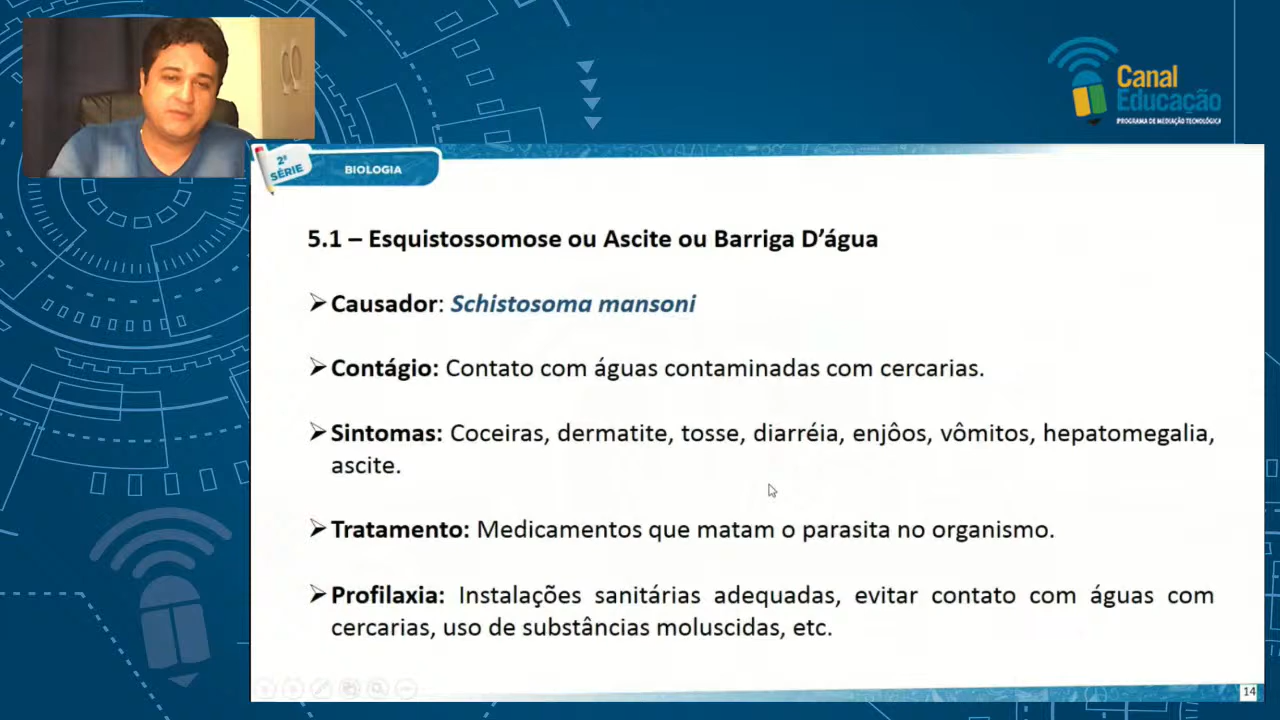 Canal
Educação
PROGRAMA DE MEDIAÇÃO TECNOLÓGICA
2ª
SÉRIE
BIOLOGIA
5.1 – Esquistossomose ou Ascite ou Barriga D’água
➢Causador: Schistosoma mansoni
➢Contágio: Contato com águas contaminadas com cercarias.
➢Sintomas: Coceiras, dermatite, tosse, diarréia, enjôos, vômitos, hepatomegalia,
ascite.
➢Tratamento: Medicamentos que matam o parasita no organismo.
➢Profilaxia: Instalações sanitárias adequadas, evitar contato com águas com
cercarias, uso de substâncias moluscidas, etc.
14